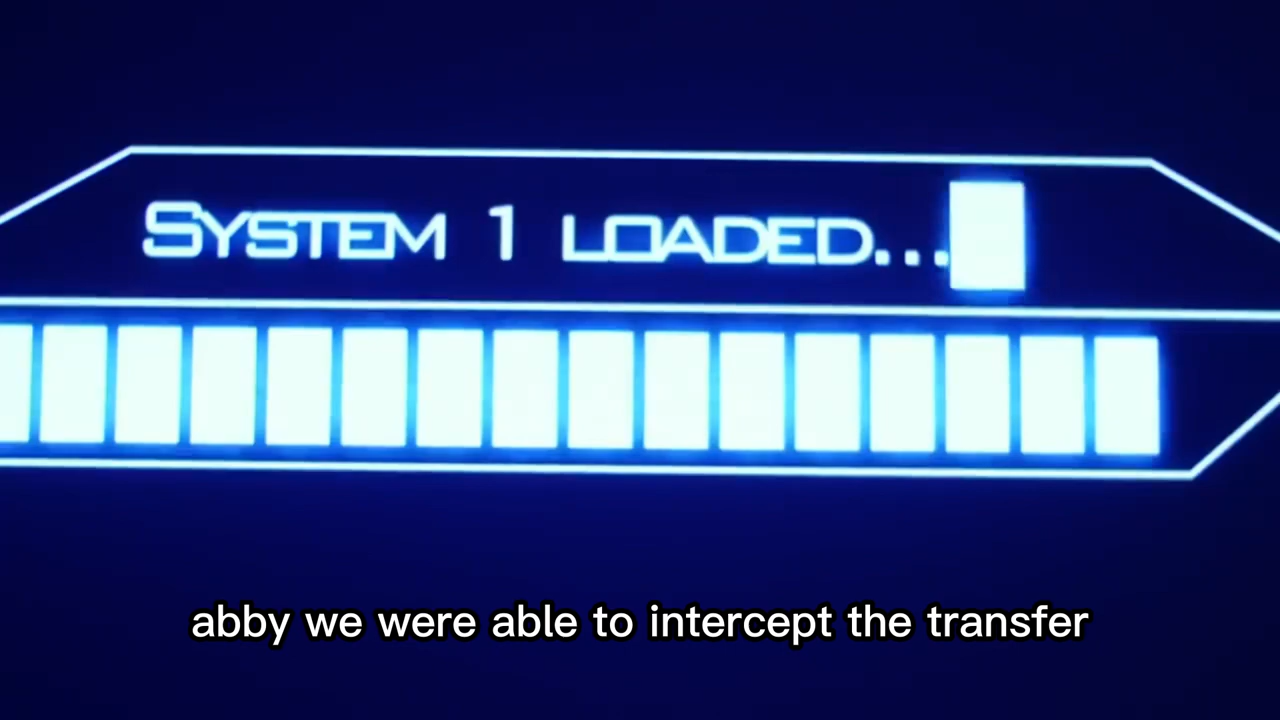 SYSTEM 1 LOADED...
abby we were able to intercept the transfer